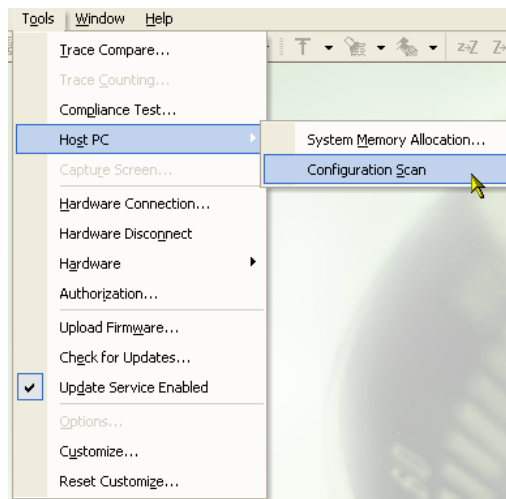 Tools Window Help
Trace Compare...
Trace Counting...
Compliance Test...
Host PC
System Memory Allocation...
Capture Screen...
Configuration Scan
Hardware Connection...
Hardware Disconnect
Hardware
Authorization...
Upload Firmware...
Check for Updates...
Update Service Enabled
Options...
Customize...
Reset Customize...